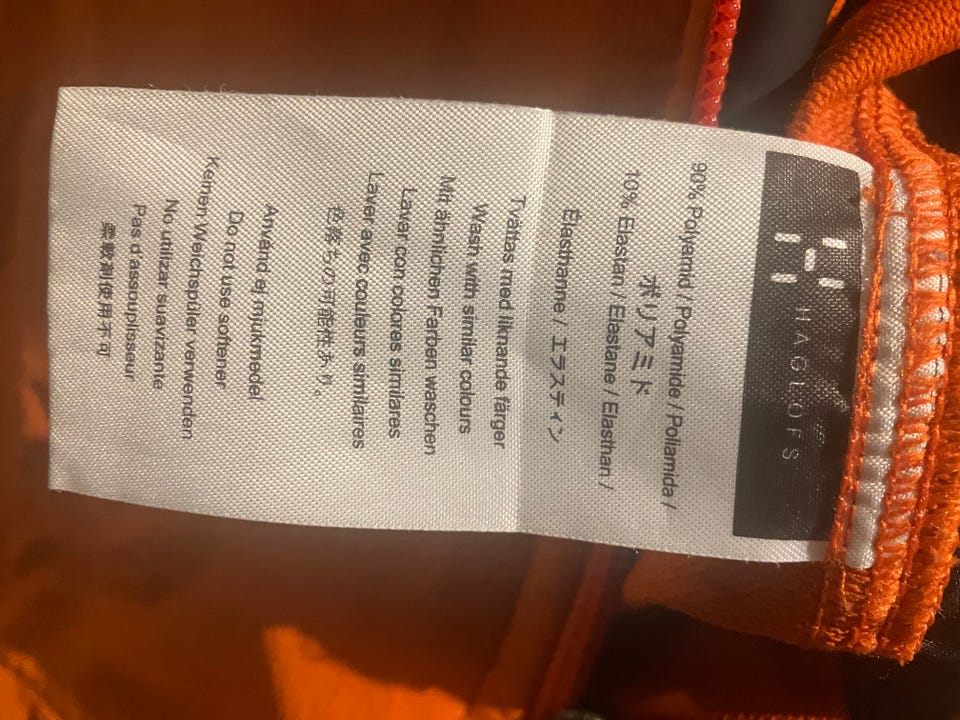 HAGLÖFS
90% Polyamid / Polyamide / Poliamida /
ポリアミド
10% Elastan / Elastane / Elasthan /
Élasthanne / エラスティン
Tvättas med liknande färger
Wash with similar colours
Mit ähnlichen Farben waschen
Lavar con colores similares
Laver avec couleurs similaires
色落ちの可能性あり。
Använd ej mjukmedel
Do not use softener
Keinen Weichspüler verwenden
No utilizar suavizante
Pas d'assouplisseur
柔軟剤使用不可